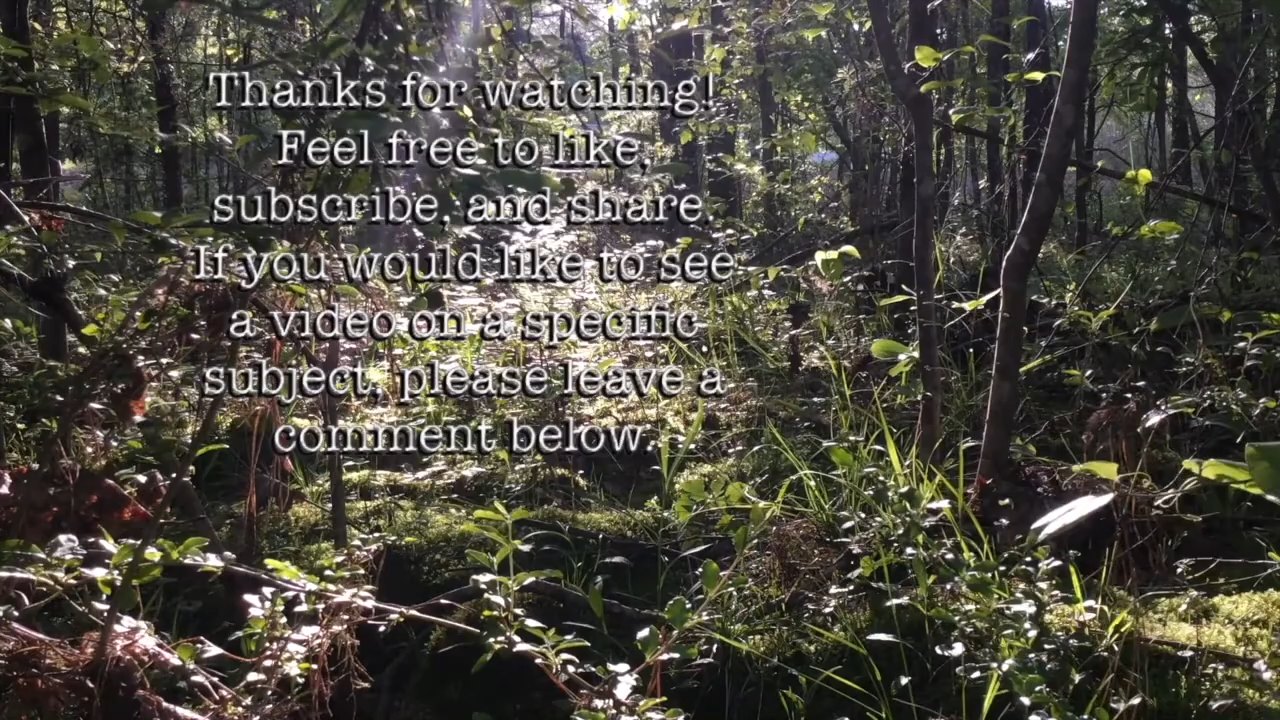 Thanks for watching!
Feel free to like,
subscribe, and share.
If you would like to see
a video on a specific
subject, please leave a
comment below.